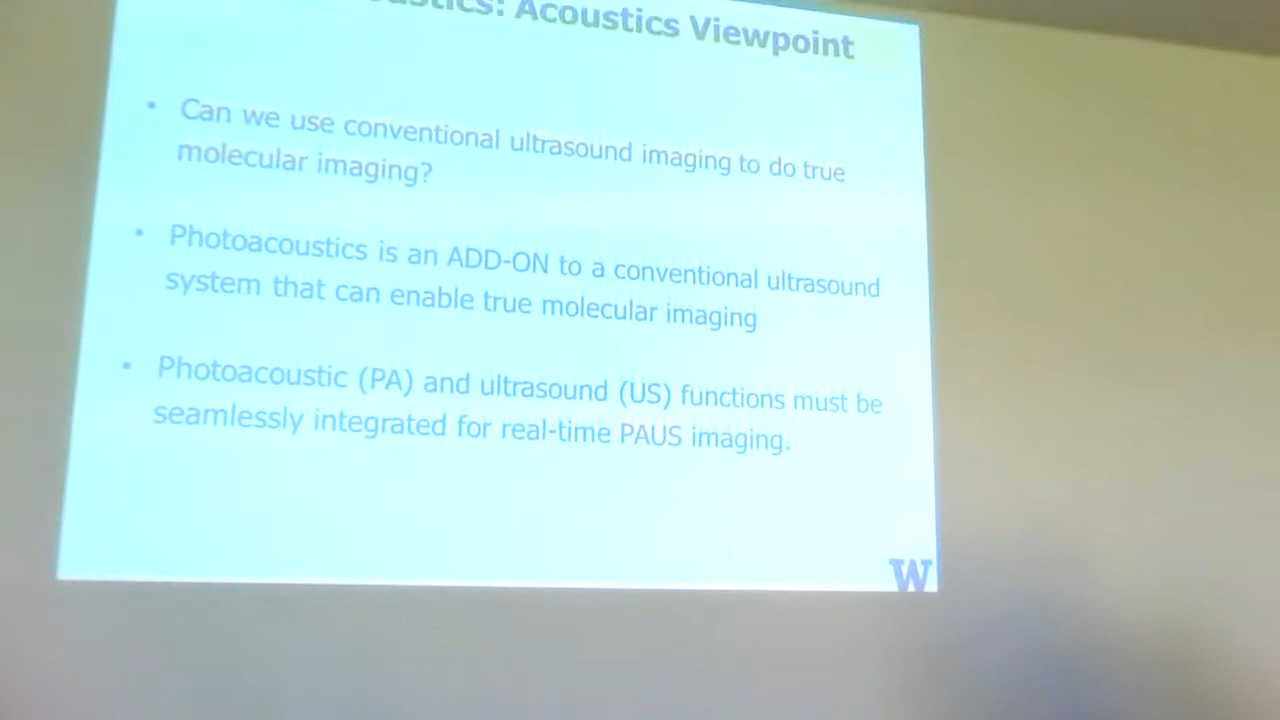 Acoustics Viewpoint
• Can we use conventional ultrasound imaging to do true
molecular imaging?
• Photoacoustics is an ADD-ON to a conventional ultrasound
system that can enable true molecular imaging
• Photoacoustic (PA) and ultrasound (US) functions must be
seamlessly integrated for real-time PAUS imaging.
W